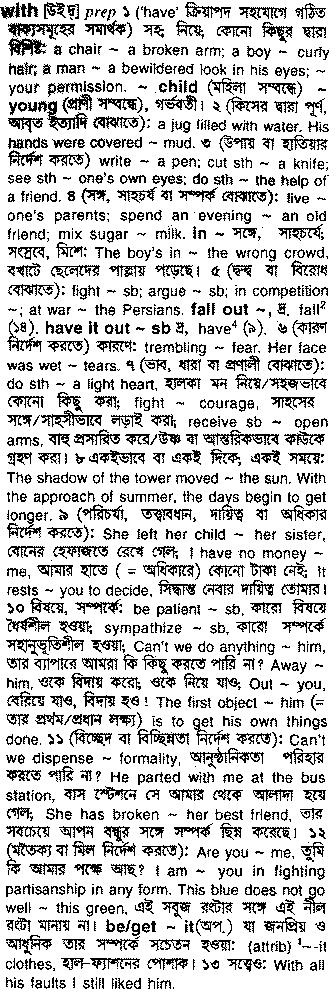 with [উইদ্] prep ১ ('have' ক্রিয়াপদ সহযোগে গঠিত
বাক্যসমূহের সমার্থক) সহ; নিয়ে, কোনো কিছুর দ্বারা
বিশিষ্ট: a chair ~ a broken arm; a boy ~ curly
hair; a man ~ a bewildered look in his eyes; ~
your permission. ~ child (মহিলা সম্বন্ধে) ~
young (প্রাণী সম্বন্ধে), গর্ভবতী। ২ (কিসের দ্বারা পূর্ণ,
আবৃত ইত্যাদি বোঝাতে): a jug filled with water. His
hands were covered ~ mud. ৩ (উপায় বা হাতিয়ার
নির্দেশ করতে) write ~ a pen; cut sth ~ a knife;
see sth ~ one's own eyes; do sth ~ the help of
a friend. ৪ (সঙ্গ, সাহচর্য বা সম্পর্ক বোঝাতে): live ~
one's parents; spend an evening ~ an old
friend; mix sugar ~ milk. in ~ সঙ্গে, সাহচর্যে;
সংস্রবে, মিশে: The boy's in ~ the wrong crowd,
বখাটে ছেলেদের পাল্লায় পড়েছে। ৫ (দ্বন্দ্ব বা বিরোধ
বোঝাতে): fight ~ sb; argue ~ sb; in competition
~; at war ~ the Persians. fall out ~, দ্র. fall²
(১৪). have it out ~ sb দ্র, have⁴ (৯). ৬ (কারণ
নির্দেশ করতে) কারণে: trembling ~ fear. Her face
was wet ~ tears. ৭ (ভাব, ধারা বা প্রণালী বোঝাতে):
do sth ~ a light heart, হালকা মন নিয়ে/সহজভাবে
কোনো কিছু করা; fight ~ courage, সাহসের
সঙ্গে/সাহসীভাবে লড়াই করা; receive sb ~ open
arms, বাহু প্রসারিত করে/উষ্ণ বা আন্তরিকভাবে কাউকে
গ্রহণ করা। ৮ একইভাবে বা একই দিকে, একই সময়ে:
The shadow of the tower moved ~ the sun. With
the approach of summer, the days begin to get
longer. ৯ (পরিচর্যা, তত্ত্বাবধান, দায়িত্ব বা অধিকার
নির্দেশ করতে): She left her child ~ her sister,
বোনের হেফাজতে রেখে গেল; I have no money ~
me, আমার হাতে (= অধিকারে) কোনো টাকা নেই; It
rests ~ you to decide, সিদ্ধান্ত নেবার দায়িত্ব তোমার।
১০ বিষয়ে, সম্পর্কে: be patient ~ sb, কারো বিষয়ে
ধৈর্যশীল হওয়া; sympathize ~ sb, কারো সম্পর্কে
সহানুভূতিশীল হওয়া; Can't we do anything ~ him,
তার ব্যাপারে আমরা কি কিছু করতে পারি না? Away ~
him, ওকে বিদায় করো; ওকে নিয়ে যাও; Out ~ you,
বেরিয়ে যাও, বিদায় হও! The first object ~ him (=
তার প্রথম/প্রধান লক্ষ্য) is to get his own things
done. ১১ (বিচ্ছেদ বা বিচ্ছিন্নতা নির্দেশ করতে): Can't
we dispense ~ formality, আনুষ্ঠানিকতা পরিহার
করতে পারি না? He parted with me at the bus
station, বাস স্টেশনে সে আমার থেকে আলাদা হয়ে
গেল; She has broken ~ her best friend, তার
সবচেয়ে আপন বন্ধুর সঙ্গে সম্পর্ক ছিন্ন করেছে। ১২
(মতৈক্য বা মিল নির্দেশ করতে): Are you ~ me, তুমি
কি আমার পক্ষে আছ? I am ~ you in fighting
partisanship in any form. This blue does not go
well ~ this green, এই সবুজ রংটার সঙ্গে এই নীল
রংটা মানায় না। be/get ~ it(অপ.) যা জনপ্রিয় ও
আধুনিক তার সম্পর্কে সচেতন হওয়া: (attrib) ¹~-it
clothes, হাল-ফ্যাশনের পোশাক। ১৩ সত্ত্বেও: With all
his faults I still liked him.